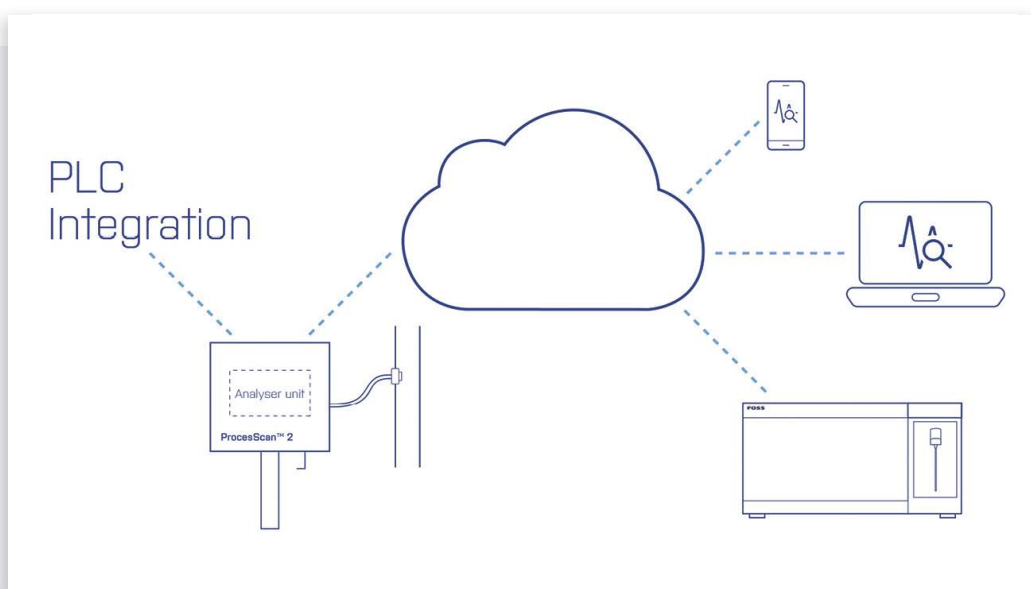 PLC
Integration
Analyser unit
ProcesScan™ 2
FOSS